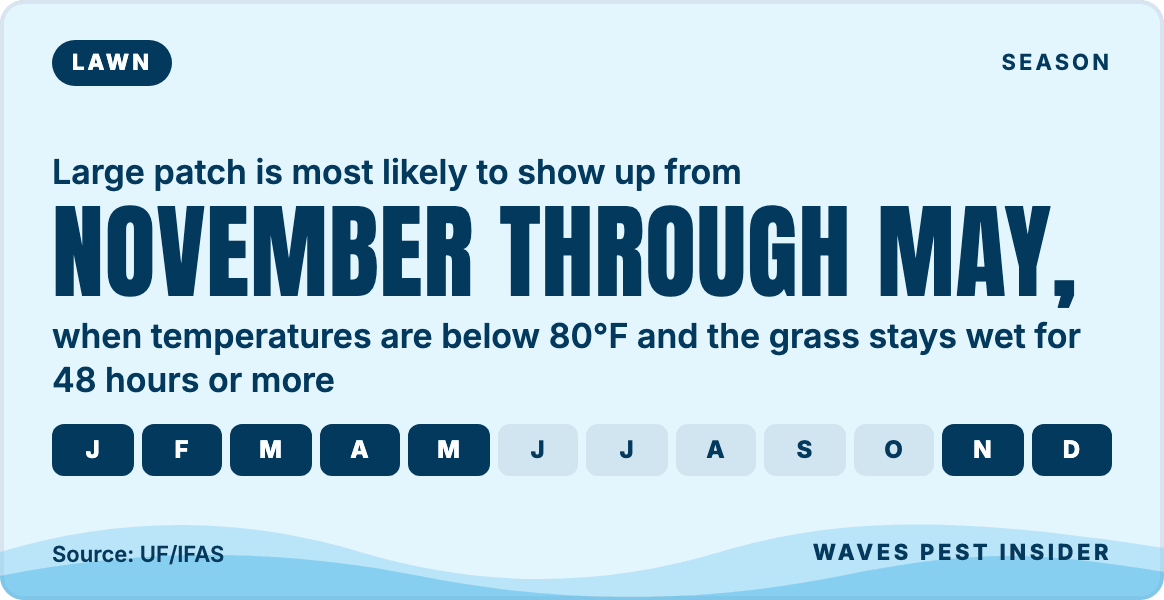 LAWN
SEASON
Large patch is most likely to show up from
NOVEMBER THROUGH MAY,
when temperatures are below 80°F and the grass stays wet for
48 hours or more
J F M A M J J A S O N D
Source: UF/IFAS
WAVES PEST INSIDER